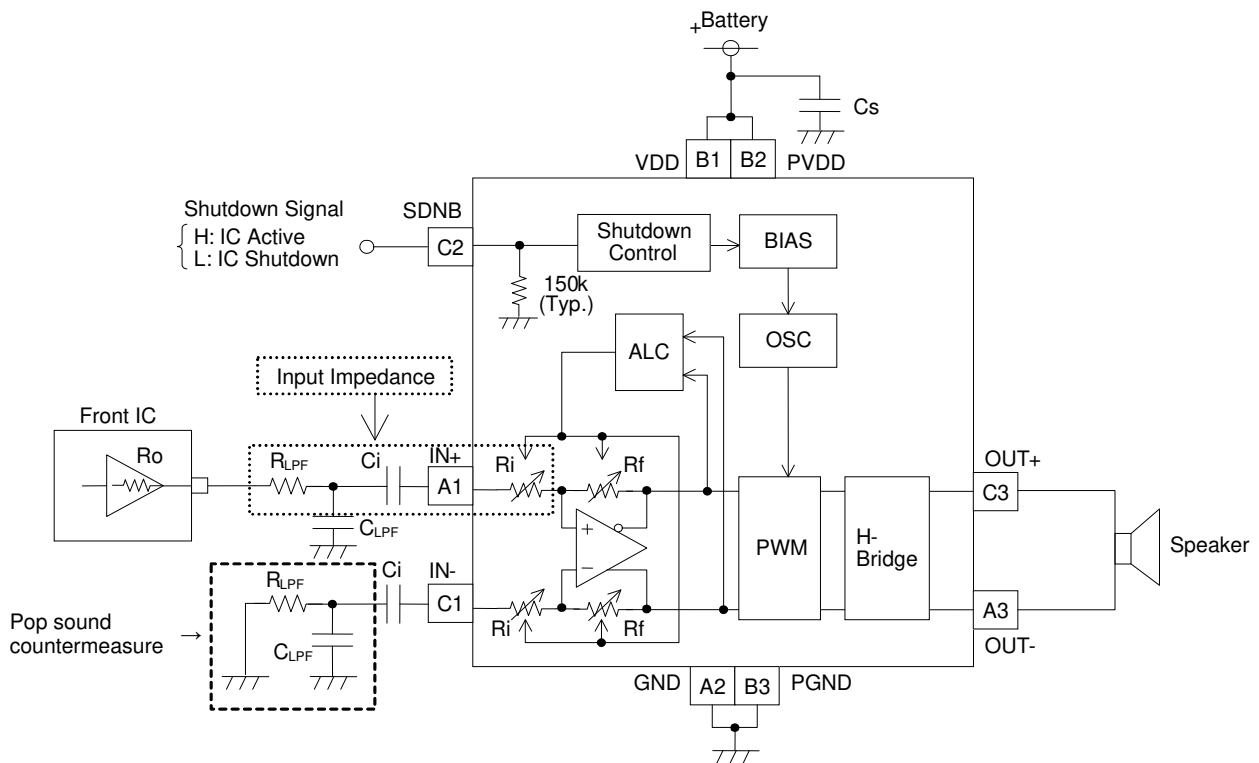 +Battery
Cs
VDD
B1
B2
PVDD
Shutdown Signal
H: IC Active
L: IC Shutdown
SDNB
C2
Shutdown
Control
BIAS
150k
(Typ.)
ALC
OSC
Input Impedance
Front IC
Ro
RLPF
Ci
IN+
A1
Ri
Rf
OUT+
C3
CLPF
+
−
PWM
H-
Bridge
Speaker
RLPF
Ci
IN-
C1
Ri
Rf
A3
OUT-
Pop sound
countermeasure →
CLPF
GND
A2
B3
PGND